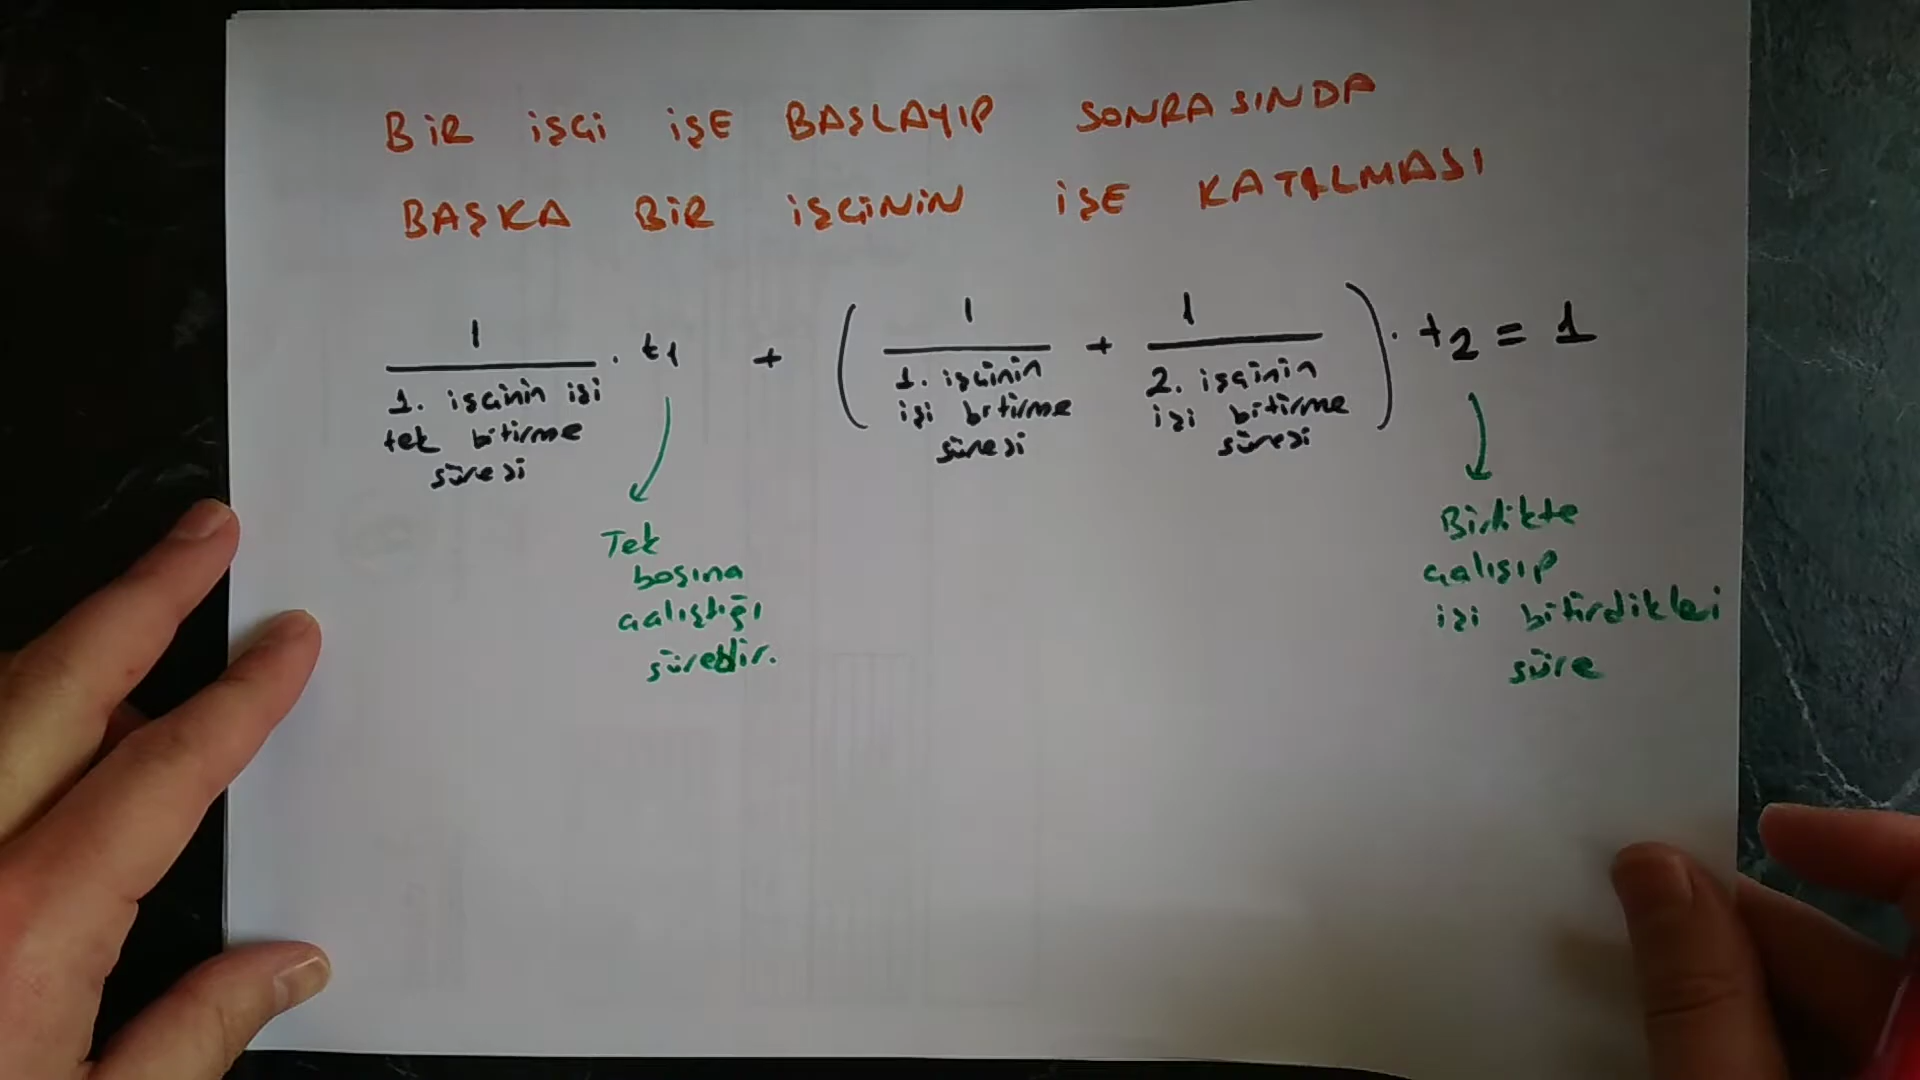 BİR İŞÇİ İŞE BAŞLAYIP SONRASINDA
BAŞKA BİR İŞÇİNİN İŞE KATILMASI
1 / 1. işçinin işi tek bitirme süresi . t1 + ( 1 / 1. işçinin işi bitirme süresi + 1 / 2. işçinin işi bitirme süresi ) . t2 = 1
Tek
başına
çalıştığı
süredir.
Birlikte
çalışıp
işi bitirdikleri
süre